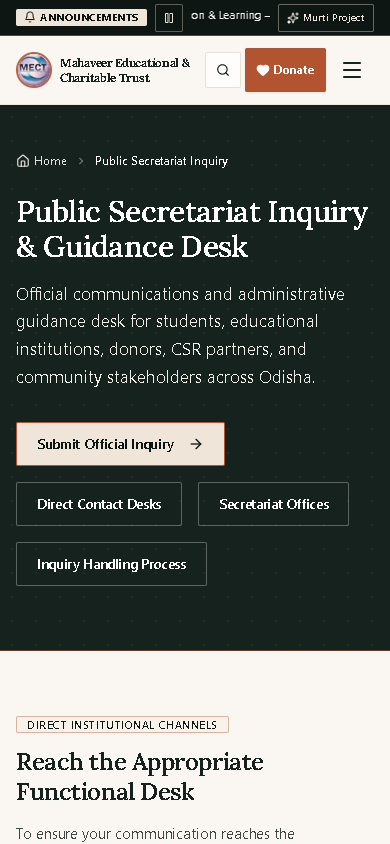 ANNOUNCEMENTS
on & Learning –
Murti Project
MECT
Mahaveer Educational &
Charitable Trust
Donate
Home
Public Secretariat Inquiry
Public Secretariat Inquiry
& Guidance Desk
Official communications and administrative
guidance desk for students, educational
institutions, donors, CSR partners, and
community stakeholders across Odisha.
Submit Official Inquiry
Direct Contact Desks
Secretariat Offices
Inquiry Handling Process
DIRECT INSTITUTIONAL CHANNELS
Reach the Appropriate
Functional Desk
To ensure your communication reaches the